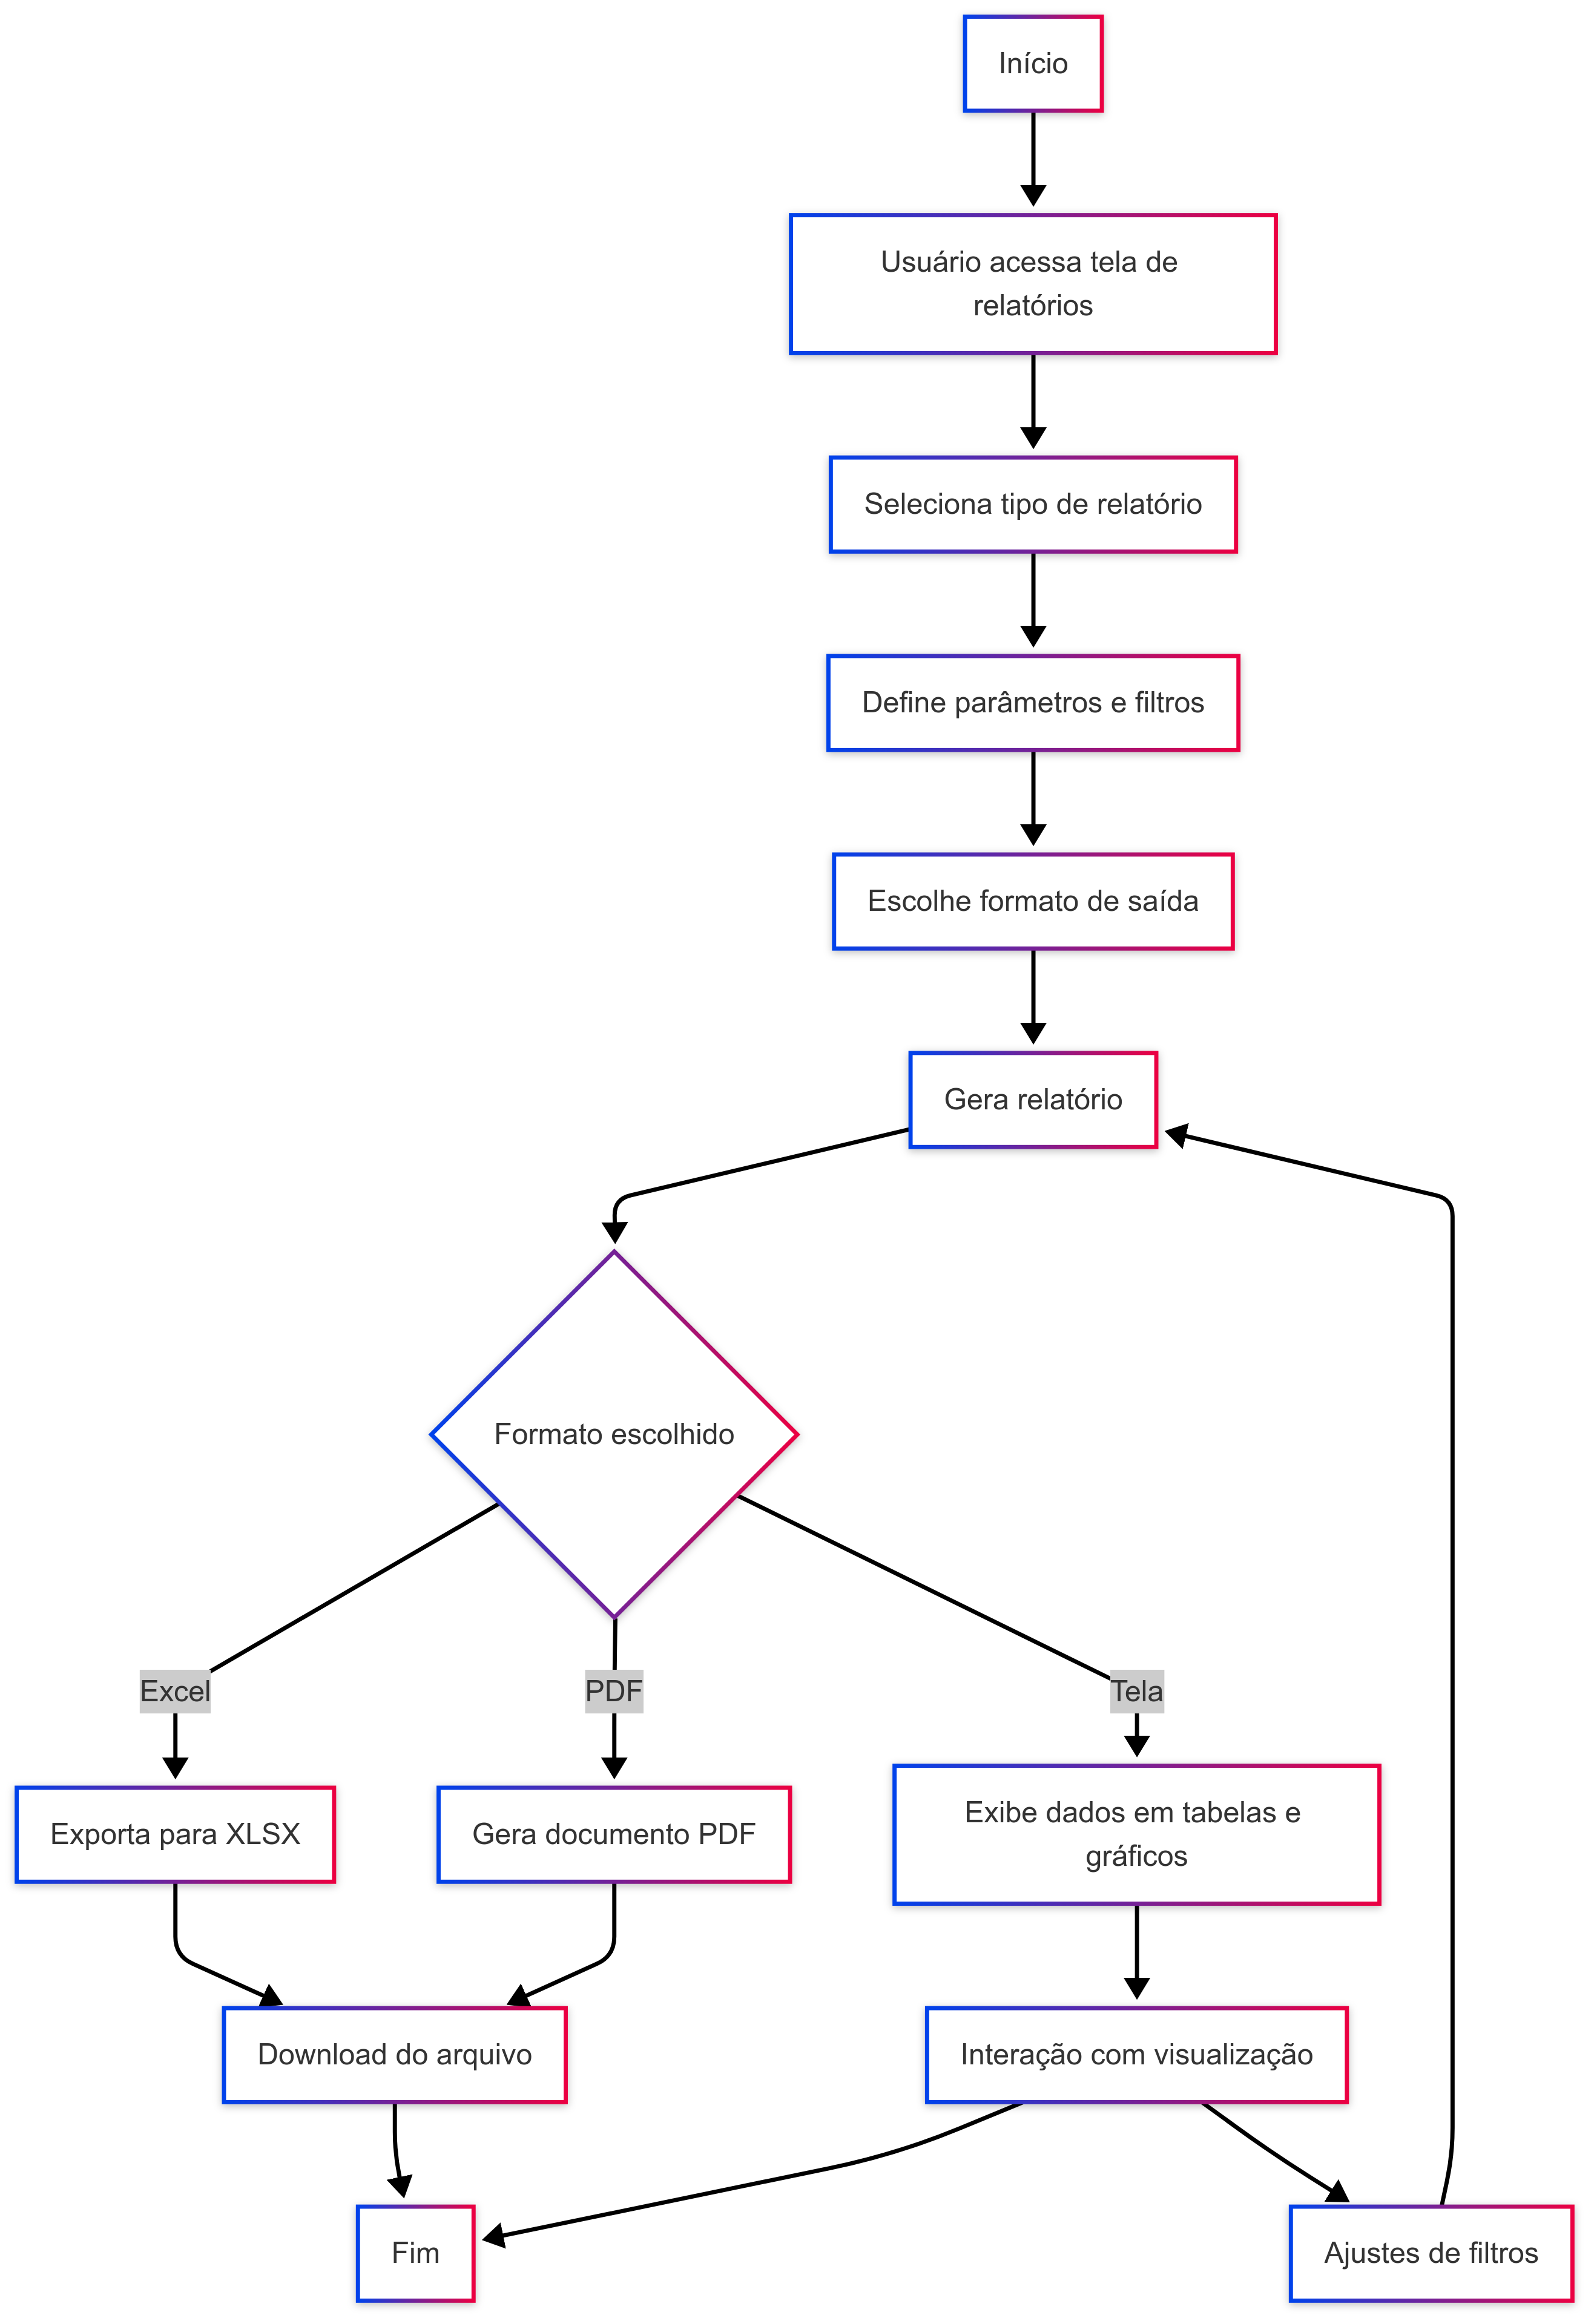 Início
Usuário acessa tela de
relatórios
Seleciona tipo de relatório
Define parâmetros e filtros
Escolhe formato de saída
Gera relatório
Formato escolhido
Excel
PDF
Tela
Exporta para XLSX
Gera documento PDF
Exibe dados em tabelas e
gráficos
Download do arquivo
Interação com visualização
Fim
Ajustes de filtros